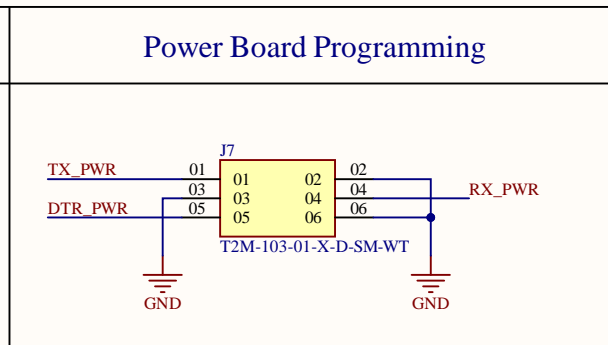 Power Board Programming
J7
TX_PWR 01 01 02 02
03 03 04 04 RX_PWR
DTR_PWR 05 05 06 06
T2M-103-01-X-D-SM-WT
GND GND